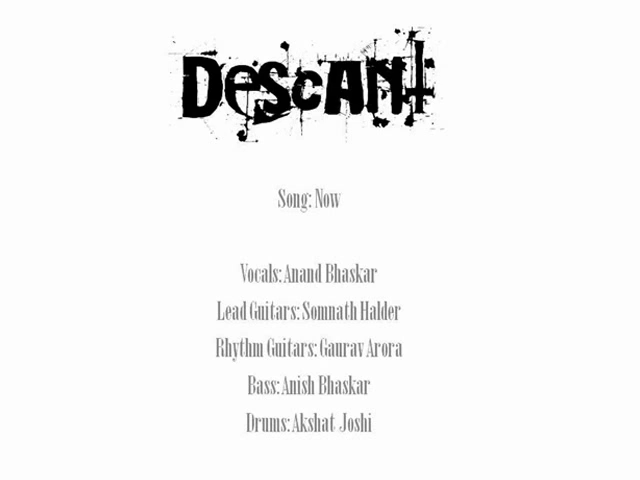 DeScANt
Song: Now
Vocals: Anand Bhaskar
Lead Guitars: Somnath Halder
Rhythm Guitars: Gaurav Arora
Bass: Anish Bhaskar
Drums: Akshat Joshi